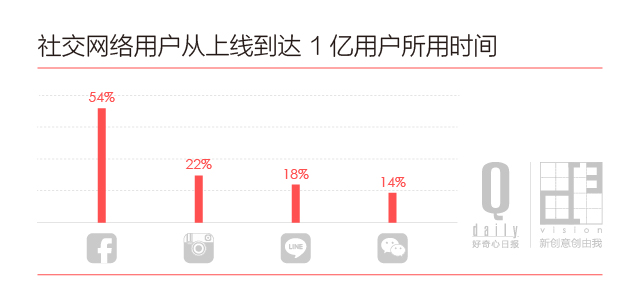 社交网络用户从上线到达 1 亿用户所用时间
54%
22%
18%
14%
LINE
Q
daily
好奇心日报
vision
新创意创由我